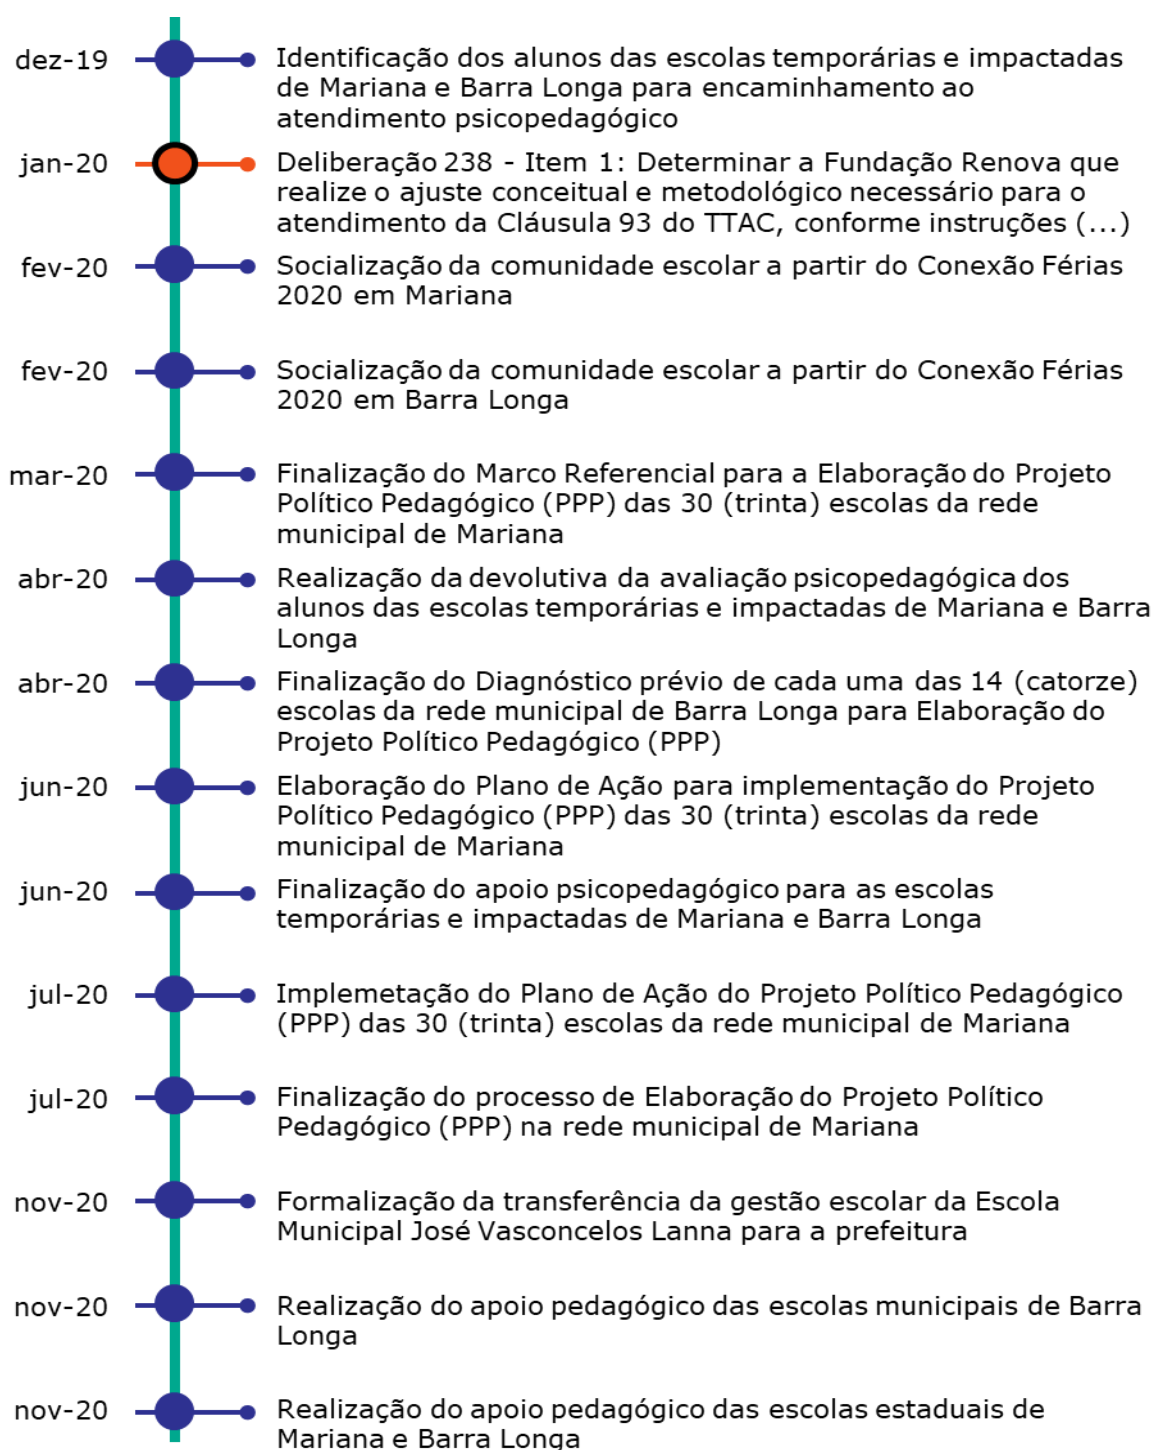 dez-19
Identificação dos alunos das escolas temporárias e impactadas
de Mariana e Barra Longa para encaminhamento ao
atendimento psicopedagógico
jan-20
Deliberação 238 - Item 1: Determinar a Fundação Renova que
realize o ajuste conceitual e metodológico necessário para o
atendimento da Cláusula 93 do TTAC, conforme instruções (...)
fev-20
Socialização da comunidade escolar a partir do Conexão Férias
2020 em Mariana
fev-20
Socialização da comunidade escolar a partir do Conexão Férias
2020 em Barra Longa
mar-20
Finalização do Marco Referencial para a Elaboração do Projeto
Político Pedagógico (PPP) das 30 (trinta) escolas da rede
municipal de Mariana
abr-20
Realização da devolutiva da avaliação psicopedagógica dos
alunos das escolas temporárias e impactadas de Mariana e Barra
Longa
abr-20
Finalização do Diagnóstico prévio de cada uma das 14 (catorze)
escolas da rede municipal de Barra Longa para Elaboração do
Projeto Político Pedagógico (PPP)
jun-20
Elaboração do Plano de Ação para implementação do Projeto
Político Pedagógico (PPP) das 30 (trinta) escolas da rede
municipal de Mariana
jun-20
Finalização do apoio psicopedagógico para as escolas
temporárias e impactadas de Mariana e Barra Longa
jul-20
Implemetação do Plano de Ação do Projeto Político Pedagógico
(PPP) das 30 (trinta) escolas da rede municipal de Mariana
jul-20
Finalização do processo de Elaboração do Projeto Político
Pedagógico (PPP) na rede municipal de Mariana
nov-20
Formalização da transferência da gestão escolar da Escola
Municipal José Vasconcelos Lanna para a prefeitura
nov-20
Realização do apoio pedagógico das escolas municipais de Barra
Longa
nov-20
Realização do apoio pedagógico das escolas estaduais de
Mariana e Barra Longa